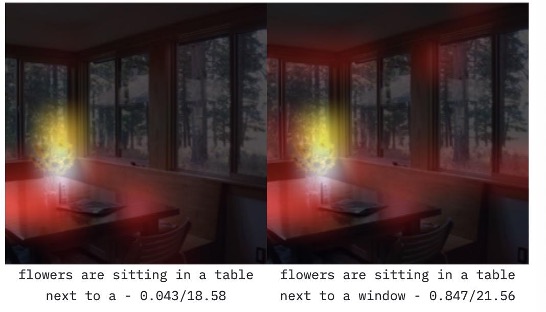 flowers are sitting in a table
next to a - 0.043/18.58
flowers are sitting in a table
next to a window - 0.847/21.56